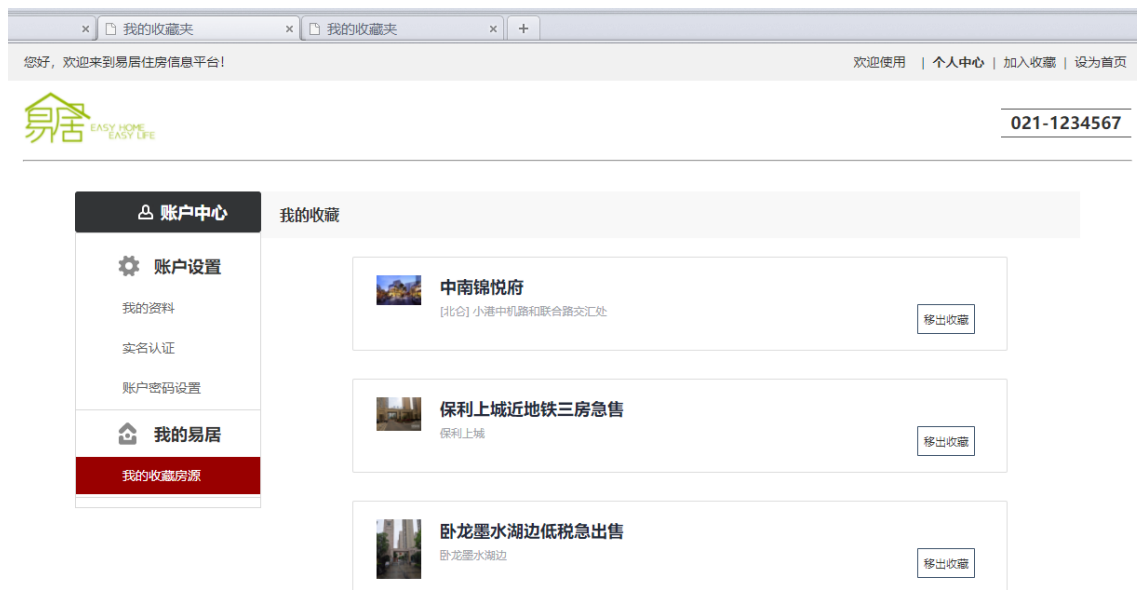 我的收藏夹
我的收藏夹
您好，欢迎来到易居住房信息平台！
欢迎使用 | 个人中心 | 加入收藏 | 设为首页
易居 EASY HOME
EASY LIFE
021-1234567
账户中心
我的收藏
账户设置
我的资料
实名认证
账户密码设置
我的易居
我的收藏房源
中南锦悦府
[北仑] 小港中机路和联合路交汇处
移出收藏
保利上城近地铁三房急售
保利上城
移出收藏
卧龙墨水湖边低税急出售
卧龙墨水湖边
移出收藏